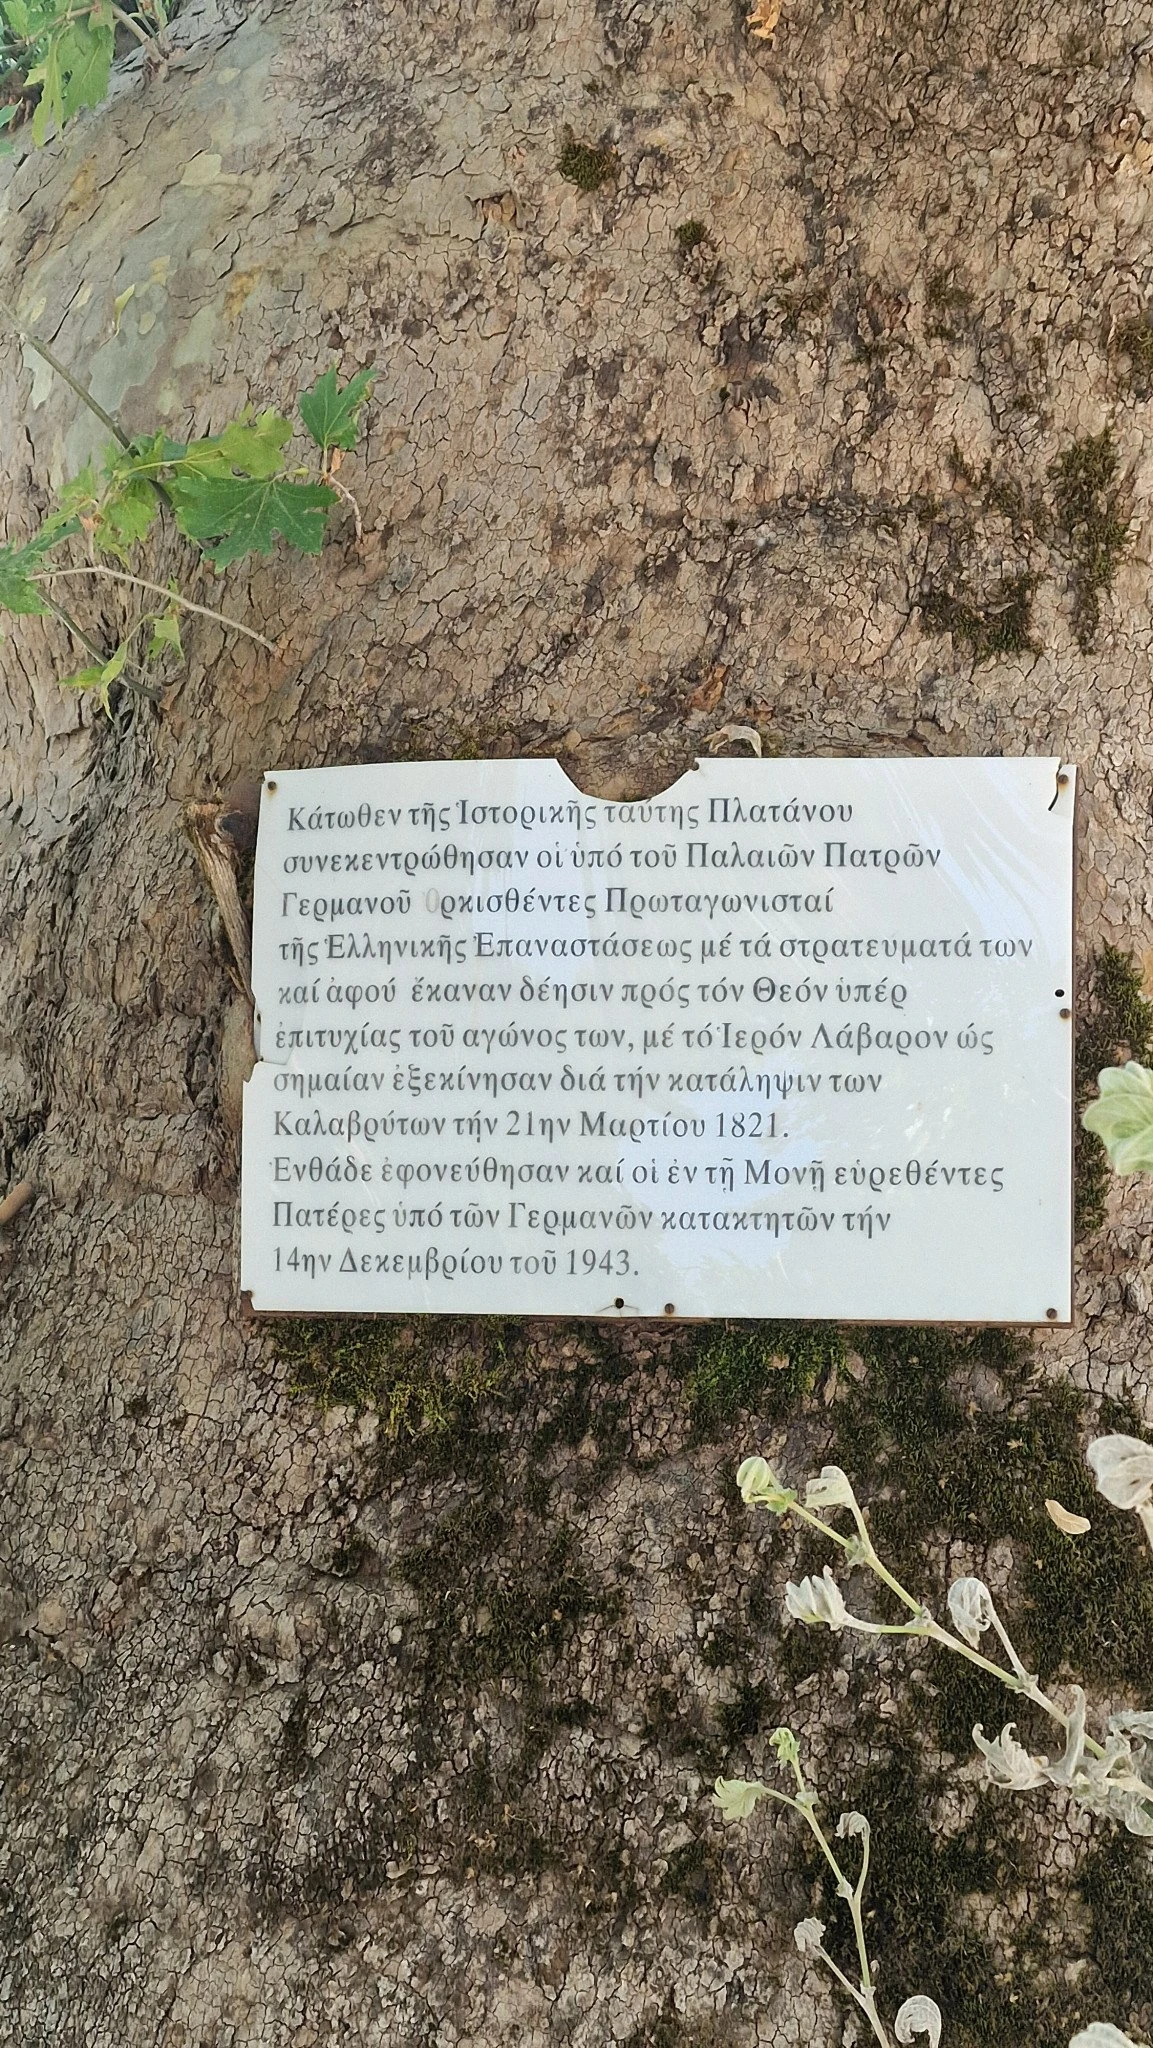 Κάτωθεν τῆς Ἱστορικῆς ταύτης Πλατάνου
συνεκεντρώθησαν οἱ ὑπό τοῦ Παλαιῶν Πατρῶν
Γερμανοῦ Ὁρκισθέντες Πρωταγωνισταί
τῆς Ἑλληνικῆς Ἐπαναστάσεως μέ τά στρατευματά των
καί ἀφού ἔκαναν δέησιν πρός τόν Θεόν ὑπέρ
ἐπιτυχίας τοῦ αγώνος των, μέ τό Ἱερόν Λάβαρον ώς
σημαίαν ἐξεκίνησαν διά τήν κατάληψιν των
Καλαβρύτων τήν 21ην Μαρτίου 1821.
Ἐνθάδε ἐφονεύθησαν καί οἱ ἐν τῇ Μονῇ εὑρεθέντες
Πατέρες ὑπό τῶν Γερμανῶν κατακτητῶν τήν
14ην Δεκεμβρίου τοῦ 1943.